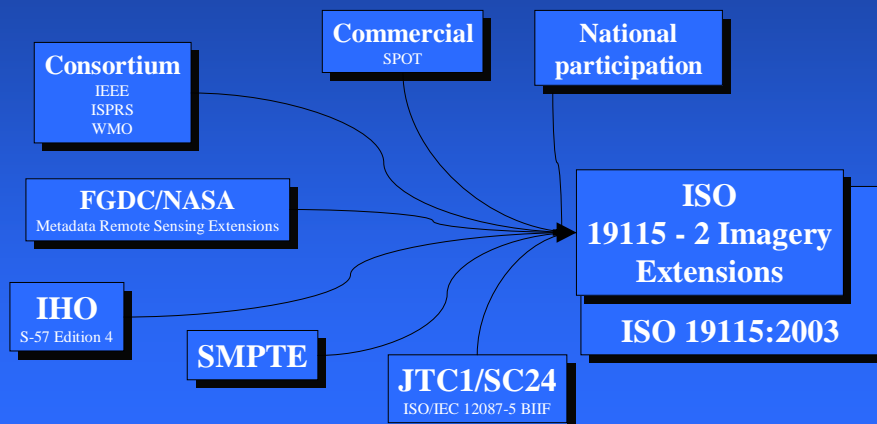 Commercial
SPOT
National
participation
Consortium
IEEE
ISPRS
WMO
FGDC/NASA
Metadata Remote Sensing Extensions
ISO
19115 - 2 Imagery
Extensions
IHO
S-57 Edition 4
SMPTE
ISO 19115:2003
JTC1/SC24
ISO/IEC 12087-5 BIIF